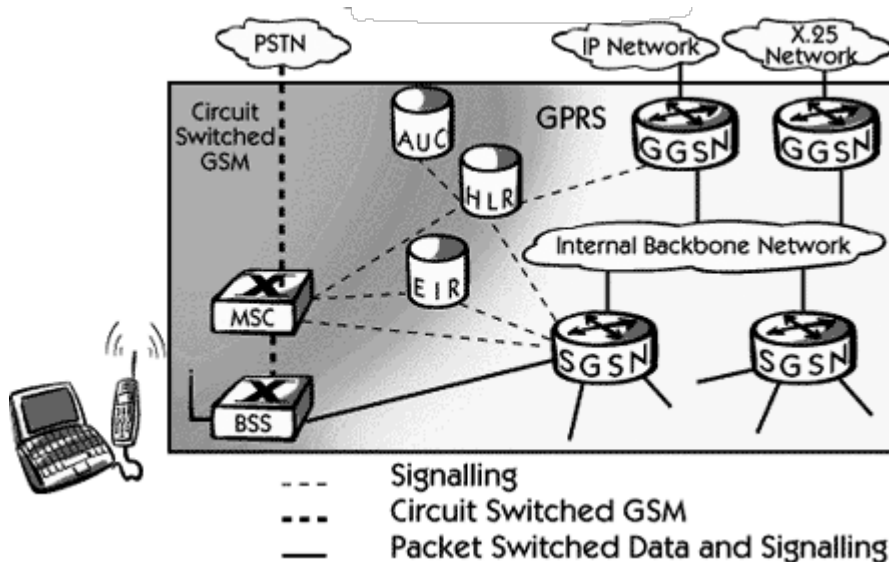 PSTN
IP Network
X.25
Network
Circuit
Switched
GSM
AUC
GPRS
GGSN
GGSN
HLR
Internal Backbone Network
EIR
MSC
SGSN
SGSN
BSS
Signalling
Circuit Switched GSM
Packet Switched Data and Signalling